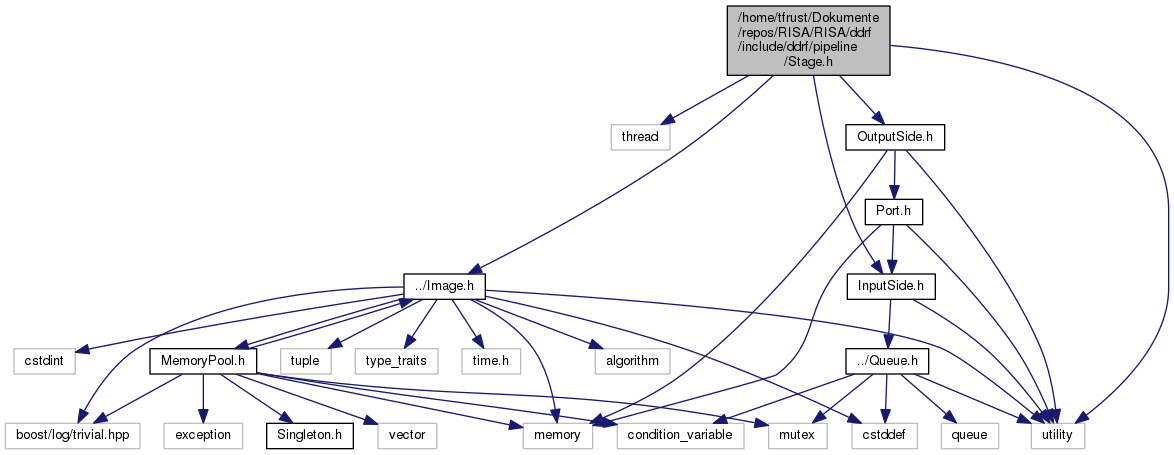 /home/tfrust/Dokumente
/repos/RISA/RISA/ddrf
/include/ddrf/pipeline
/Stage.h
thread
OutputSide.h
Port.h
../Image.h
InputSide.h
cstdint
MemoryPool.h
tuple
type_traits
time.h
algorithm
../Queue.h
boost/log/trivial.hpp
exception
Singleton.h
vector
memory
condition_variable
mutex
cstddef
queue
utility